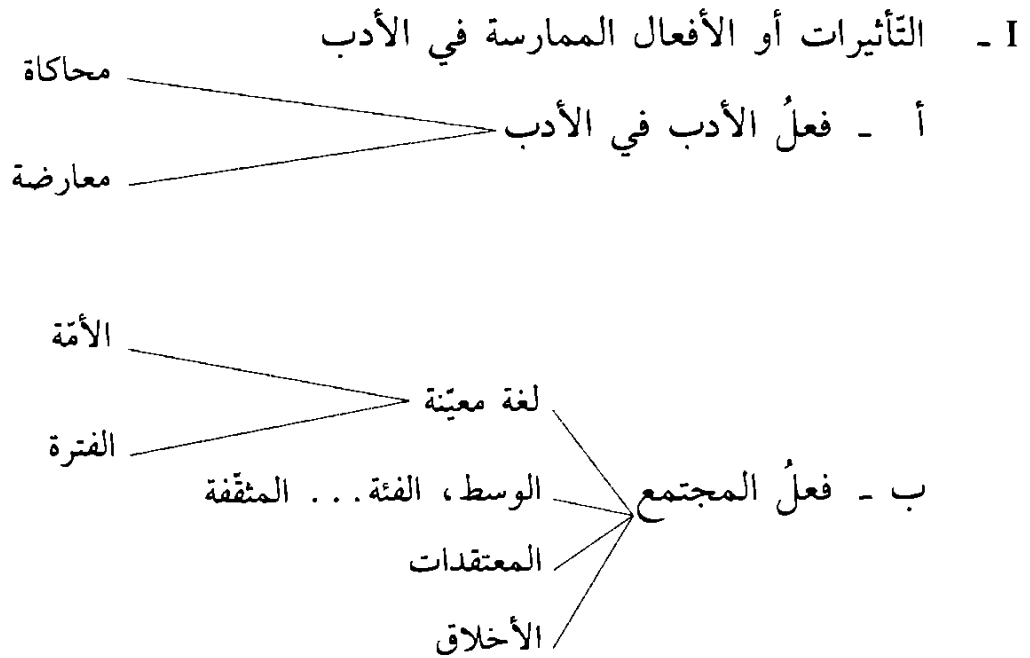 I - التّأثيرات أو الأفعال الممارسة في الأدب
أ - فعلُ الأدب في الأدب
محاكاة
معارضة
ب - فعلُ المجتمع
لغة معيّنة
الأمّة
الفترة
الوسط، الفئة... المثقّفة
المعتقدات
الأخلاق